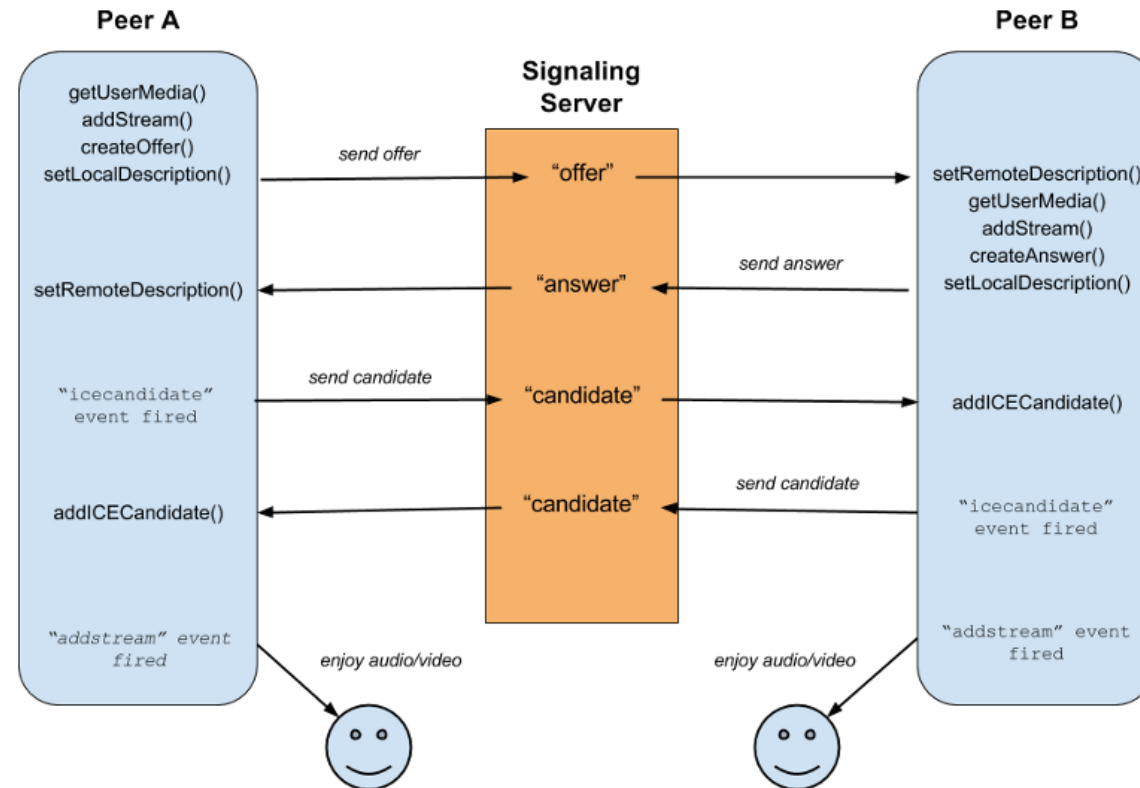 Peer A
Peer B
Signaling
Server
getUserMedia()
addStream()
createOffer()
setLocalDescription()
send offer
“offer”
setRemoteDescription()
getUserMedia()
addStream()
createAnswer()
setLocalDescription()
send answer
“answer”
setRemoteDescription()
“icecandidate”
event fired
send candidate
“candidate”
addICECandidate()
“icecandidate”
event fired
send candidate
“candidate”
addICECandidate()
“addstream” event
fired
enjoy audio/video
“addstream” event
fired
enjoy audio/video